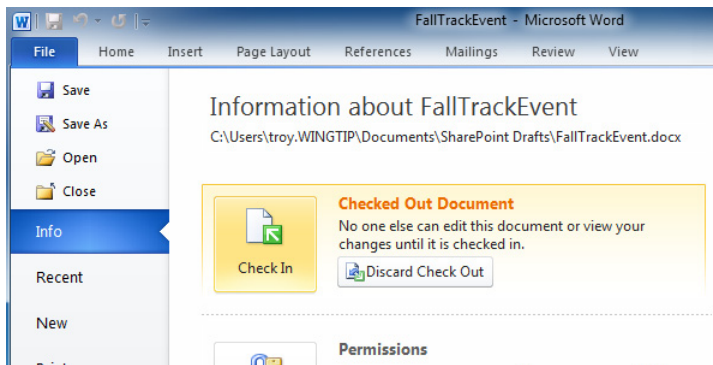 FallTrackEvent - Microsoft Word
File Home Insert Page Layout References Mailings Review View
Save
Save As
Open
Close
Info
Recent
New
Information about FallTrackEvent
C:\Users\troy.WINGTIP\Documents\SharePoint Drafts\FallTrackEvent.docx
Check In
Checked Out Document
No one else can edit this document or view your
changes until it is checked in.
Discard Check Out
Permissions